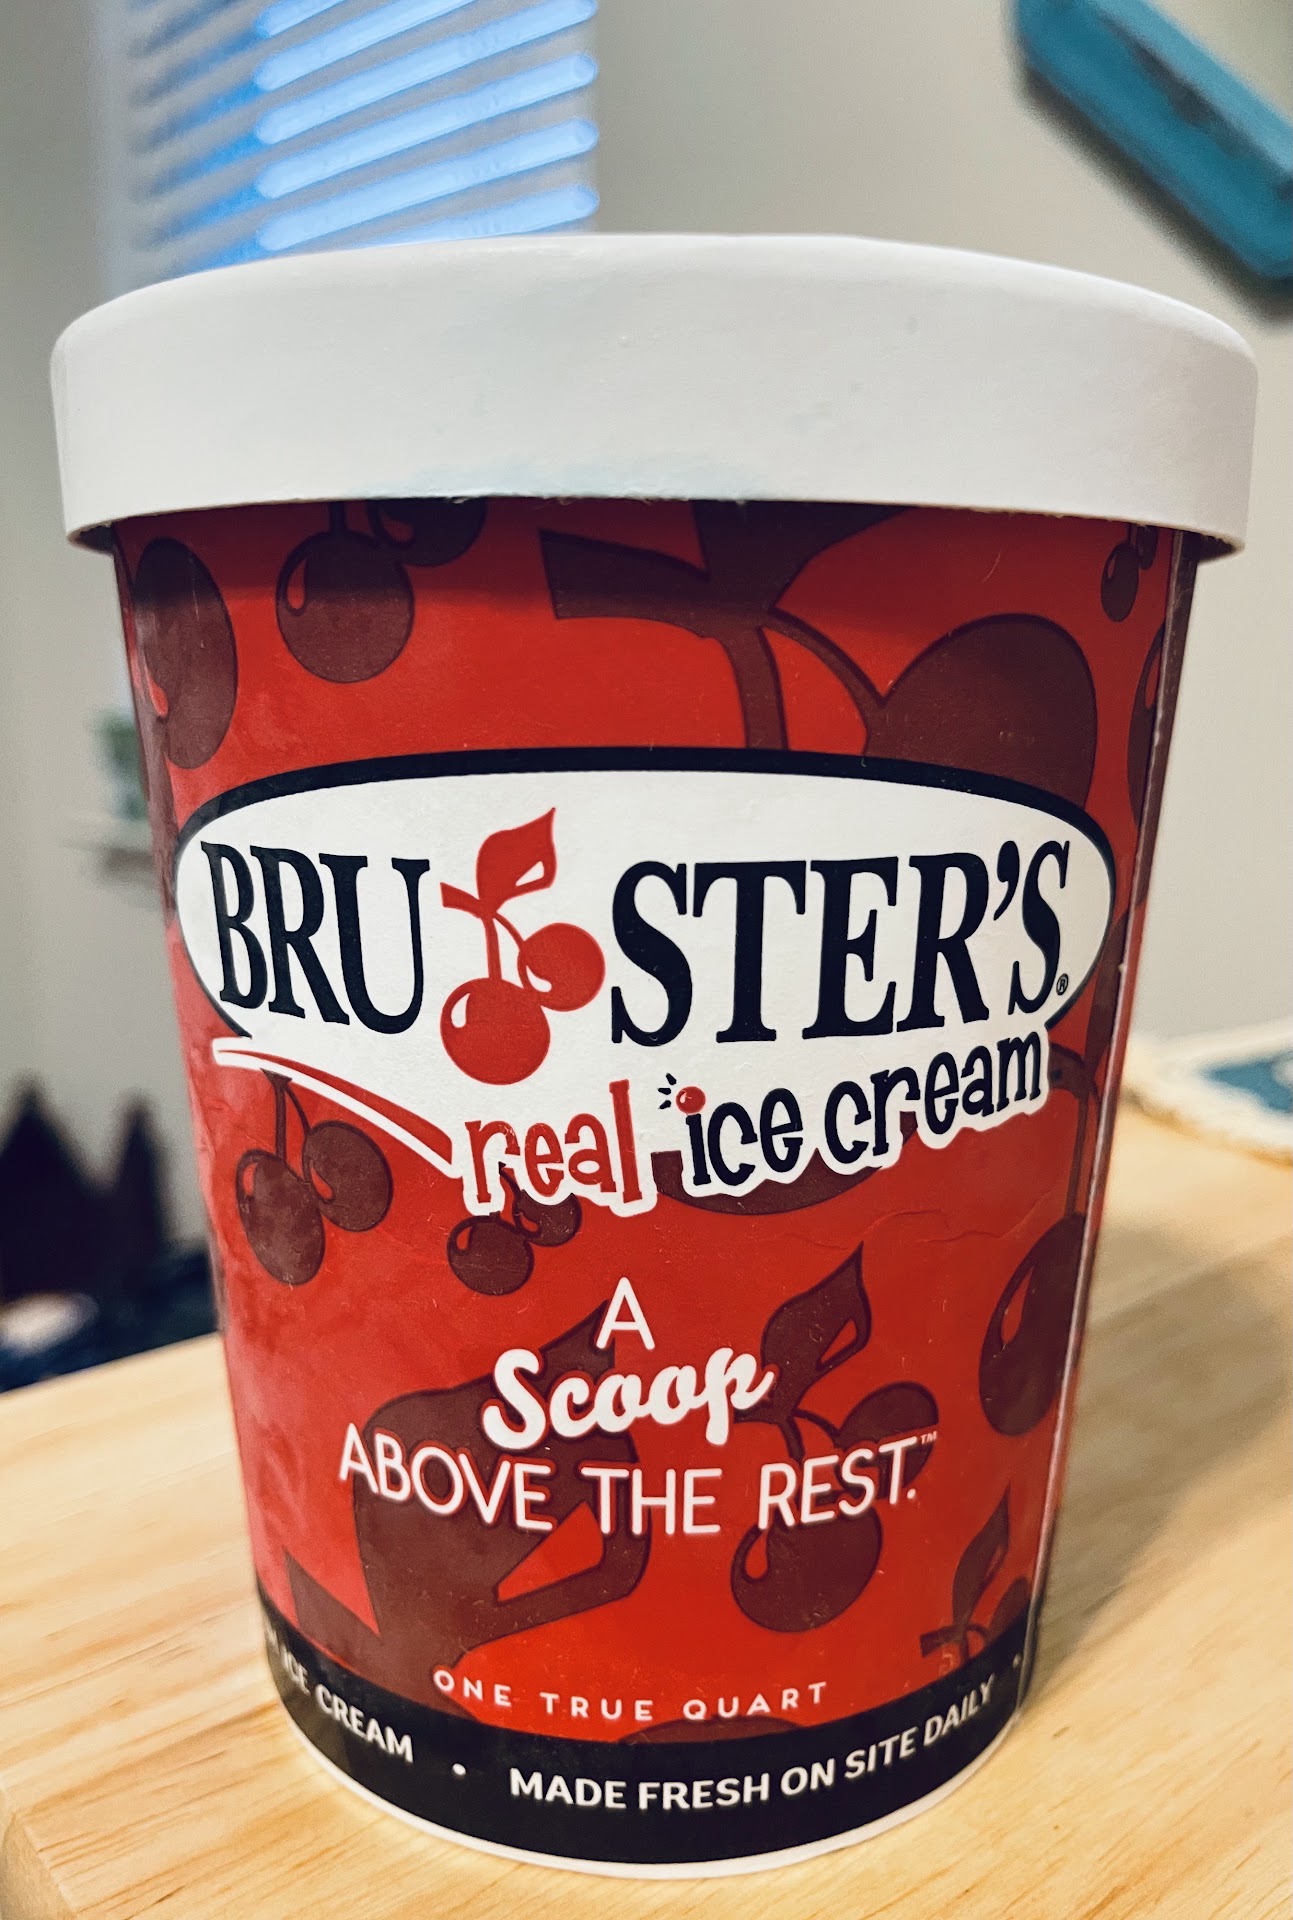 BRUSTER'S®
real ice cream
A
Scoop
ABOVE THE REST.™
ONE TRUE QUART
ICE CREAM • MADE FRESH ON SITE DAILY •